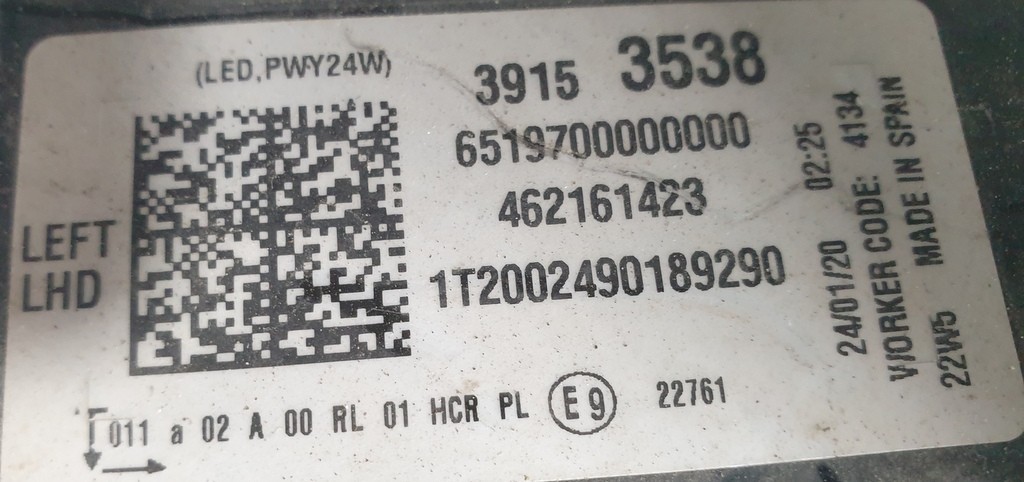 (LED,PWY24W)
3915 3538
6519700000000
462161423
1T2002490189290
LEFT
LHD
011 a 02 A 00 RL 01 HCR PL E9 22761
24/01/20 02:25
WORKER CODE: 4134
22W5 MADE IN SPAIN